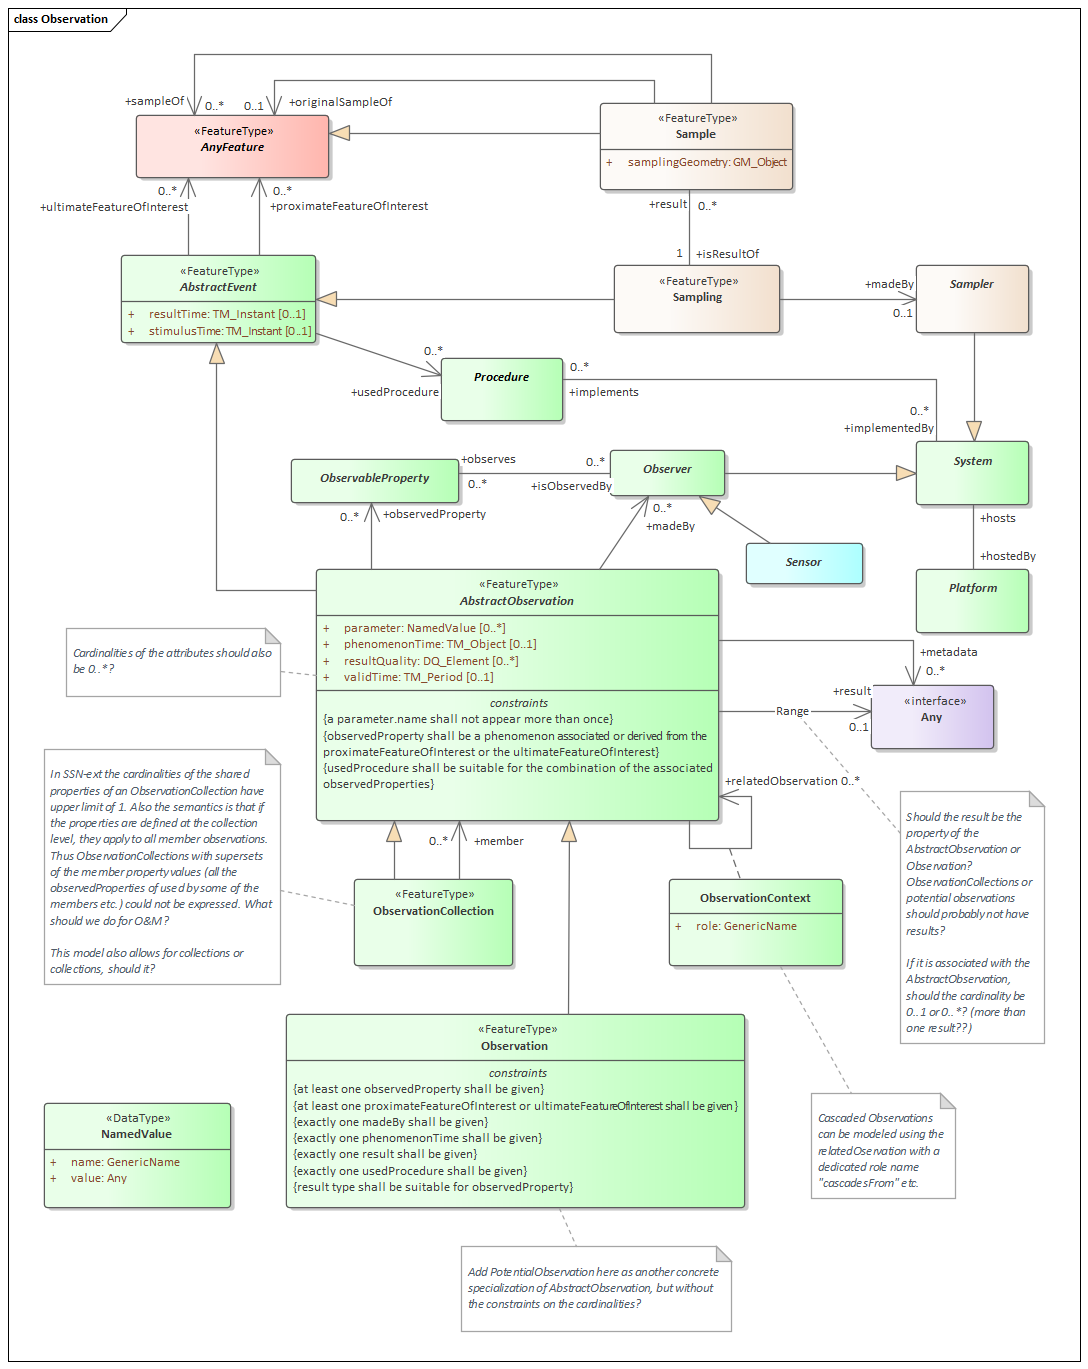 class Observation
+sampleOf
0..*
0..1
+originalSampleOf
«FeatureType»
AnyFeature
«FeatureType»
Sample
+ samplingGeometry: GM_Object
0..*
+ultimateFeatureOfInterest
0..*
+proximateFeatureOfInterest
+result
0..*
1
+isResultOf
«FeatureType»
AbstractEvent
+ resultTime: TM_Instant [0..1]
+ stimulusTime: TM_Instant [0..1]
«FeatureType»
Sampling
+madeBy
0..1
Sampler
0..*
+usedProcedure
Procedure
0..*
+implements
0..*
+implementedBy
ObservableProperty
+observes
0..*
0..*
+isObservedBy
Observer
System
0..*
+observedProperty
0..*
+madeBy
+hosts
+hostedBy
Sensor
Platform
«FeatureType»
AbstractObservation
+ parameter: NamedValue [0..*]
+ phenomenonTime: TM_Object [0..1]
+ resultQuality: DQ_Element [0..*]
+ validTime: TM_Period [0..1]
constraints
{a parameter.name shall not appear more than once}
{observedProperty shall be a phenomenon associated or derived from the
proximateFeatureOfInterest or the ultimateFeatureOfInterest}
{usedProcedure shall be suitable for the combination of the associated
observedProperties}
Cardinalities of the attributes should also
be 0..*?
+metadata
0..*
+result
Range
0..1
«interface»
Any
In SSN-ext the cardinalities of the shared
properties of an ObservationCollection have
upper limit of 1. Also the semantics is that if
the properties are defined at the collection
level, they apply to all member observations.
Thus ObservationCollections with supersets
of the member property values (all the
observedProperties of used by some of the
members etc.) could not be expressed. What
should we do for O&M?
This model also allows for collections or
collections, should it?
+relatedObservation 0..*
Should the result be the
property of the
AbstractObservation or
Observation?
ObservationCollections or
potential observations
should probably not have
results?
If it is associated with the
AbstractObservation,
should the cardinality be
0..1 or 0..*? (more than
one result??)
0..*
+member
«FeatureType»
ObservationCollection
ObservationContext
+ role: GenericName
«FeatureType»
Observation
constraints
{at least one observedProperty shall be given}
{at least one proximateFeatureOfInterest or ultimateFeatureOfInterest shall be given}
{exactly one madeBy shall be given}
{exactly one phenomenonTime shall be given}
{exactly one result shall be given}
{exactly one usedProcedure shall be given}
{result type shall be suitable for observedProperty}
«DataType»
NamedValue
+ name: GenericName
+ value: Any
Cascaded Observations
can be modeled using the
relatedOservation with a
dedicated role name
"cascadesFrom" etc.
Add PotentialObservation here as another concrete
specialization of AbstractObservation, but without
the constraints on the cardinalities?